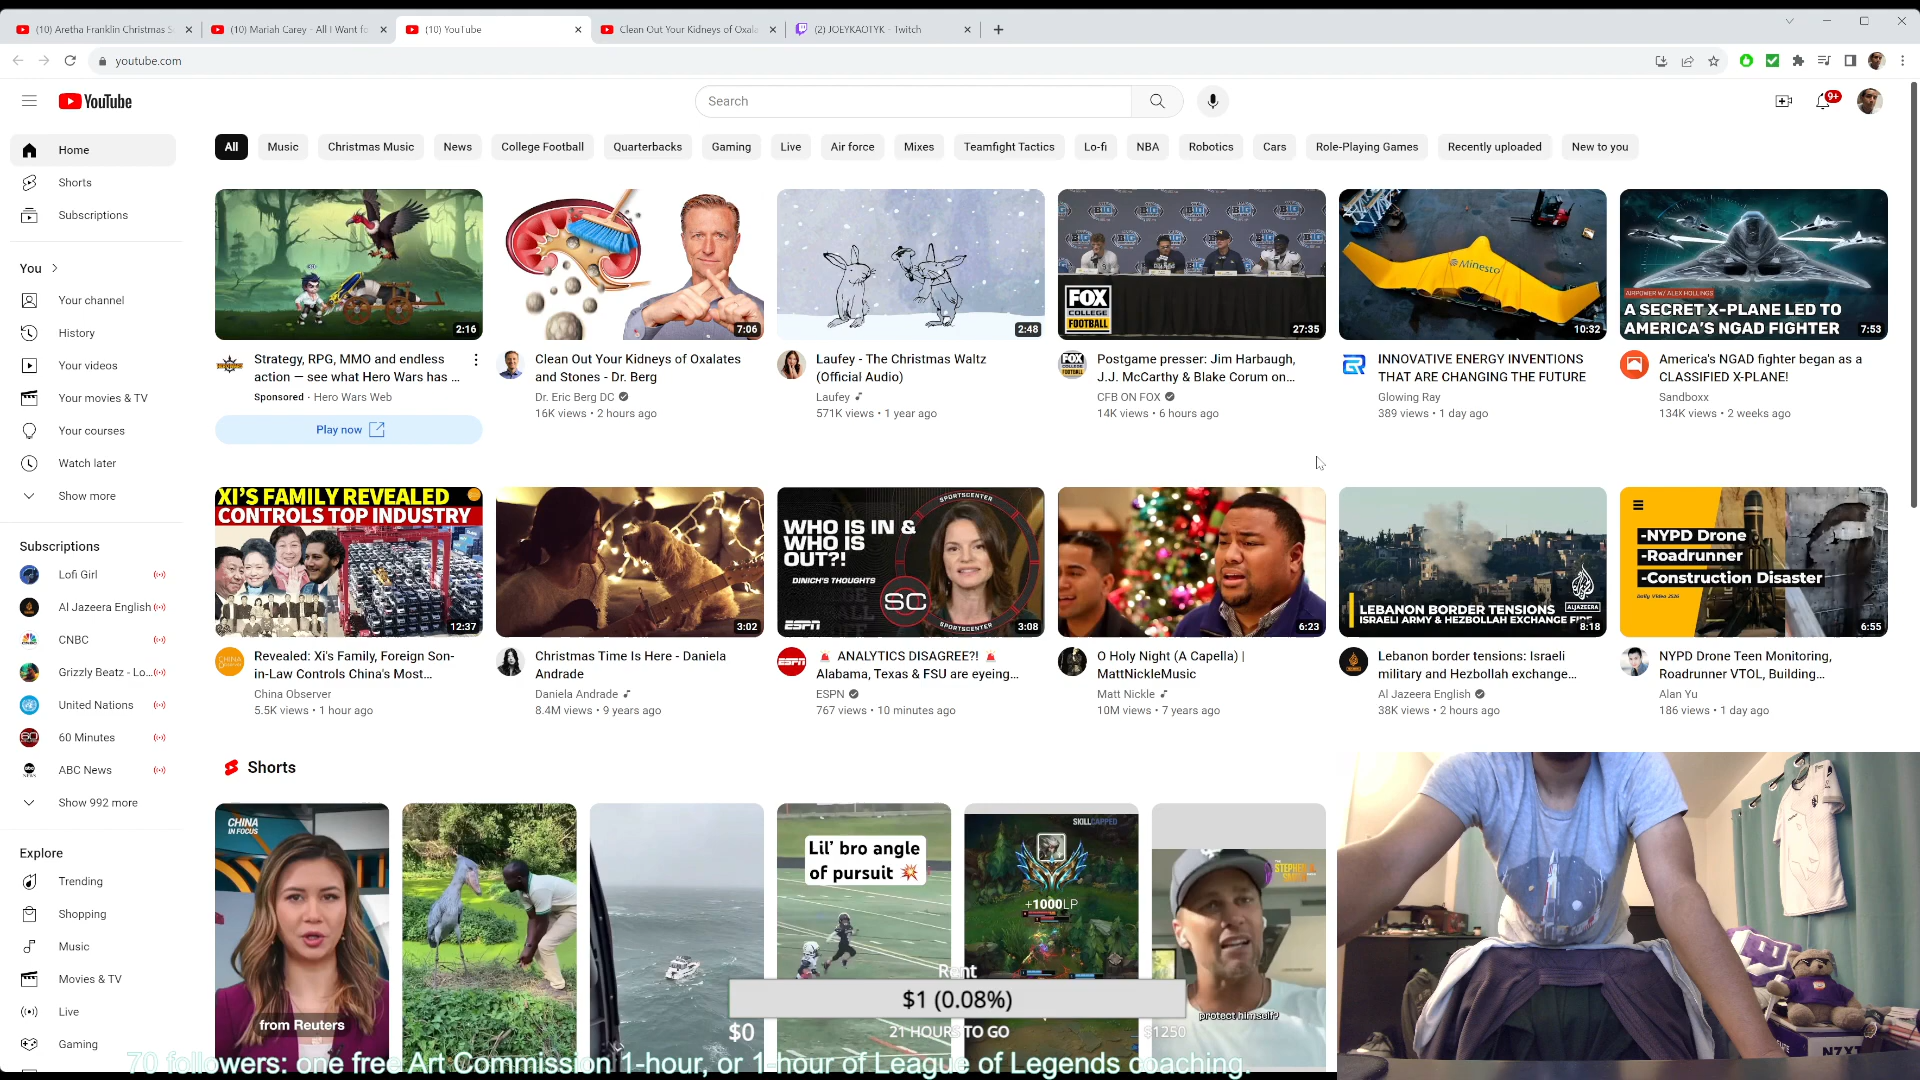 (10) Aretha Franklin Christmas S
(10) Mariah Carey - All I Want fo
(10) YouTube
Clean Out Your Kidneys of Oxala
(2) JOEYKAOTYK - Twitch
youtube.com
YouTube
Search
9+
Home
Shorts
Subscriptions
You
Your channel
History
Your videos
Your movies & TV
Your courses
Watch later
Show more
Subscriptions
Lofi Girl
Al Jazeera English
CNBC
Grizzly Beatz - Lo...
United Nations
60 Minutes
ABC News
Show 992 more
Explore
Trending
Shopping
Music
Movies & TV
Live
Gaming
All
Music
Christmas Music
News
College Football
Quarterbacks
Gaming
Live
Air force
Mixes
Teamfight Tactics
Lo-fi
NBA
Robotics
Cars
Role-Playing Games
Recently uploaded
New to you
2:16
Strategy, RPG, MMO and endless
action — see what Hero Wars has ...
Sponsored · Hero Wars Web
Play now
7:06
Clean Out Your Kidneys of Oxalates
and Stones - Dr. Berg
Dr. Eric Berg DC
16K views • 2 hours ago
2:48
Laufey - The Christmas Waltz
(Official Audio)
Laufey
571K views • 1 year ago
FOX
COLLEGE
FOOTBALL
27:35
Postgame presser: Jim Harbaugh,
J.J. McCarthy & Blake Corum on...
CFB ON FOX
14K views • 6 hours ago
Minesto
10:32
INNOVATIVE ENERGY INVENTIONS
THAT ARE CHANGING THE FUTURE
Glowing Ray
389 views • 1 day ago
AIRPOWER W/ ALEX HOLLINGS
A SECRET X-PLANE LED TO
AMERICA'S NGAD FIGHTER
7:53
America's NGAD fighter began as a
CLASSIFIED X-PLANE!
Sandboxx
134K views • 2 weeks ago
XI'S FAMILY REVEALED
CONTROLS TOP INDUSTRY
12:37
Revealed: Xi's Family, Foreign Son-
in-Law Controls China's Most...
China Observer
5.5K views • 1 hour ago
3:02
Christmas Time Is Here - Daniela
Andrade
Daniela Andrade
8.4M views • 9 years ago
SPORTSCENTER
WHO IS IN &
WHO IS
OUT?!
DINICH'S THOUGHTS
SC
ESPN
SPORTSCENTER
3:08
🚨 ANALYTICS DISAGREE?! 🚨
Alabama, Texas & FSU are eyeing...
ESPN
767 views • 10 minutes ago
6:23
O Holy Night (A Capella) |
MattNickleMusic
Matt Nickle
10M views • 7 years ago
LEBANON BORDER TENSIONS
ALJAZEERA
ISRAELI ARMY & HEZBOLLAH EXCHANGE FIRE
8:18
Lebanon border tensions: Israeli
military and Hezbollah exchange...
Al Jazeera English
38K views • 2 hours ago
-NYPD Drone
-Roadrunner
-Construction Disaster
6:55
NYPD Drone Teen Monitoring,
Roadrunner VTOL, Building...
Alan Yu
186 views • 1 day ago
Shorts
CHINA
IN FOCUS
from Reuters
Lil' bro angle
of pursuit 💥
SKILLCAPPED
+1000LP
protect himself?
Rent
$1 (0.08%)
$0
21 HOURS TO GO
$1250
NZXT
70 followers: one free Art Commission 1-hour, or 1-hour of League of Legends coaching.